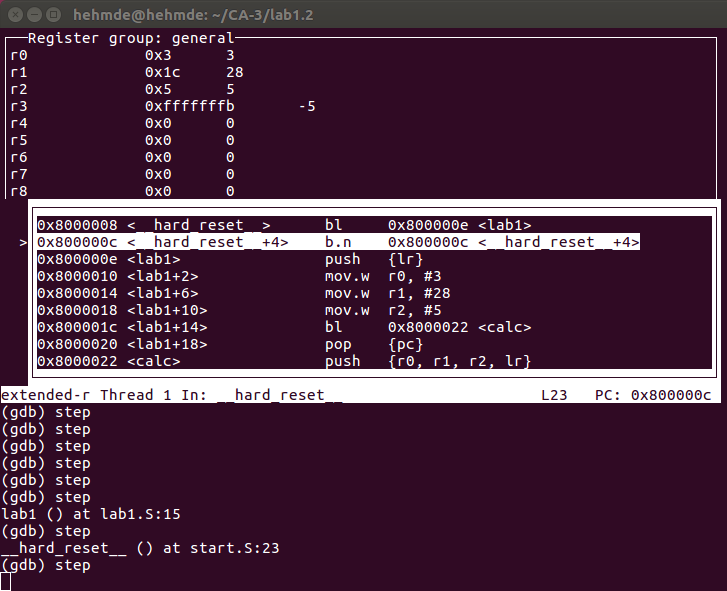 hehmde@hehmde: ~/CA-3/lab1.2
Register group: general
r0 0x3 3
r1 0x1c 28
r2 0x5 5
r3 0xfffffffb -5
r4 0x0 0
r5 0x0 0
r6 0x0 0
r7 0x0 0
r8 0x0 0
0x8000008 <__hard_reset__> bl 0x800000e <lab1>
>0x800000c <__hard_reset__+4> b.n 0x800000c <__hard_reset__+4>
0x800000e <lab1> push {lr}
0x8000010 <lab1+2> mov.w r0, #3
0x8000014 <lab1+6> mov.w r1, #28
0x8000018 <lab1+10> mov.w r2, #5
0x800001c <lab1+14> bl 0x8000022 <calc>
0x8000020 <lab1+18> pop {pc}
0x8000022 <calc> push {r0, r1, r2, lr}
extended-r Thread 1 In: __hard_reset__ L23 PC: 0x800000c
(gdb) step
(gdb) step
(gdb) step
(gdb) step
(gdb) step
(gdb) step
lab1 () at lab1.S:15
(gdb) step
__hard_reset__ () at start.S:23
(gdb) step